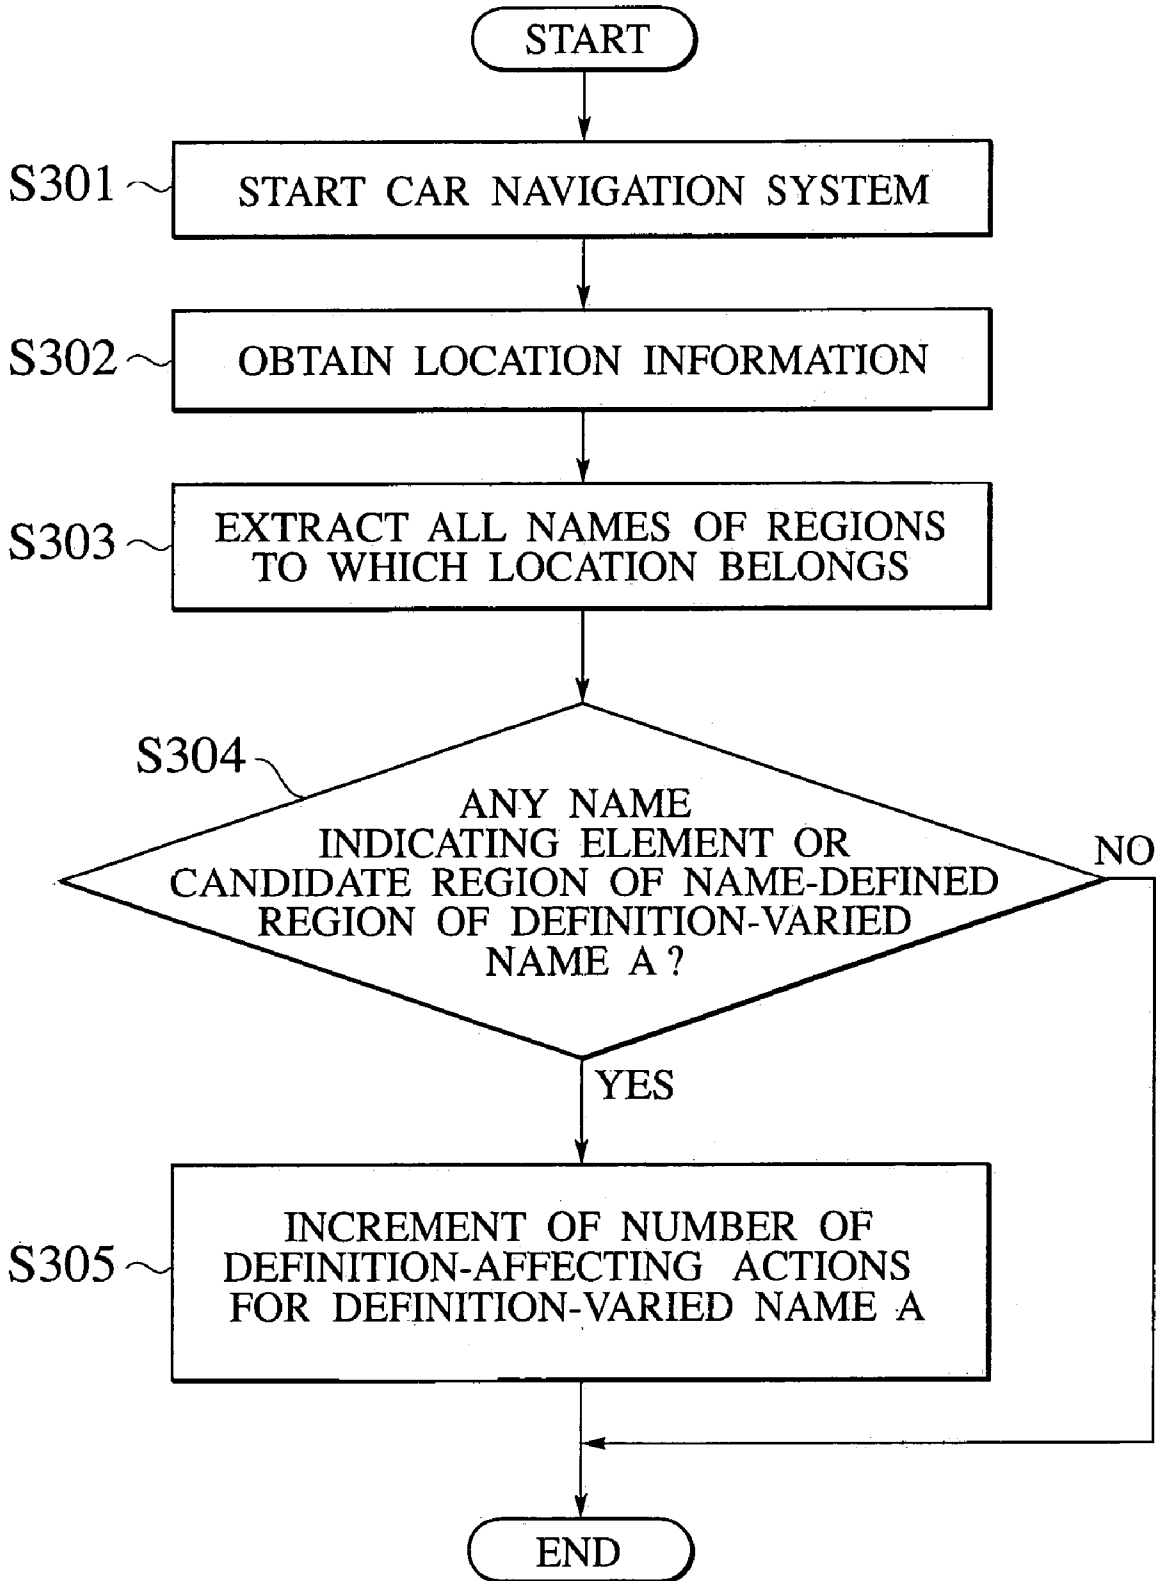 START
S301
START CAR NAVIGATION SYSTEM
S302
OBTAIN LOCATION INFORMATION
S303
EXTRACT ALL NAMES OF REGIONS
TO WHICH LOCATION BELONGS
S304
ANY NAME
INDICATING ELEMENT OR
CANDIDATE REGION OF NAME-DEFINED
REGION OF DEFINITION-VARIED
NAME A?
NO
YES
S305
INCREMENT OF NUMBER OF
DEFINITION-AFFECTING ACTIONS
FOR DEFINITION-VARIED NAME A
END